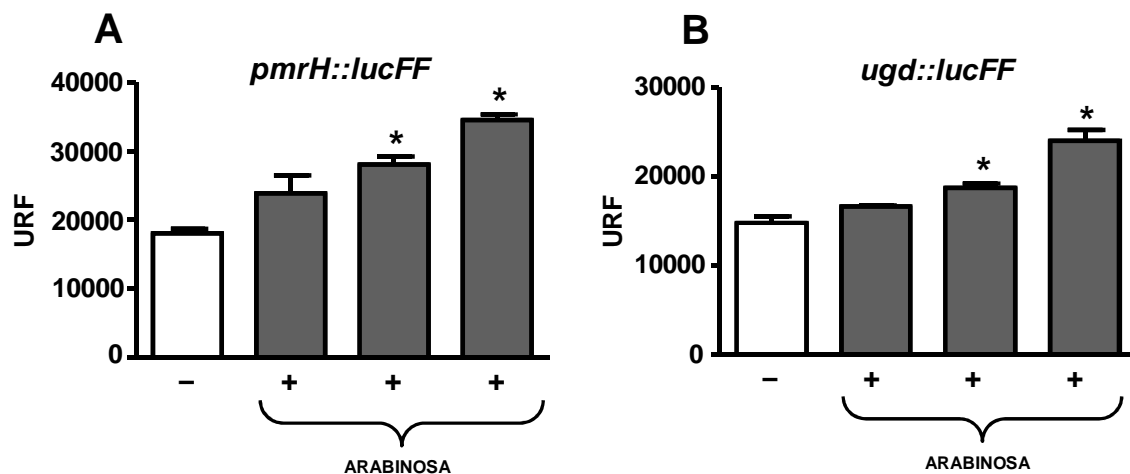 A
pmrH::lucFF
40000
30000
20000
10000
0
URF
*
*
− + + +
ARABINOSA
B
ugd::lucFF
30000
20000
10000
0
URF
*
*
− + + +
ARABINOSA